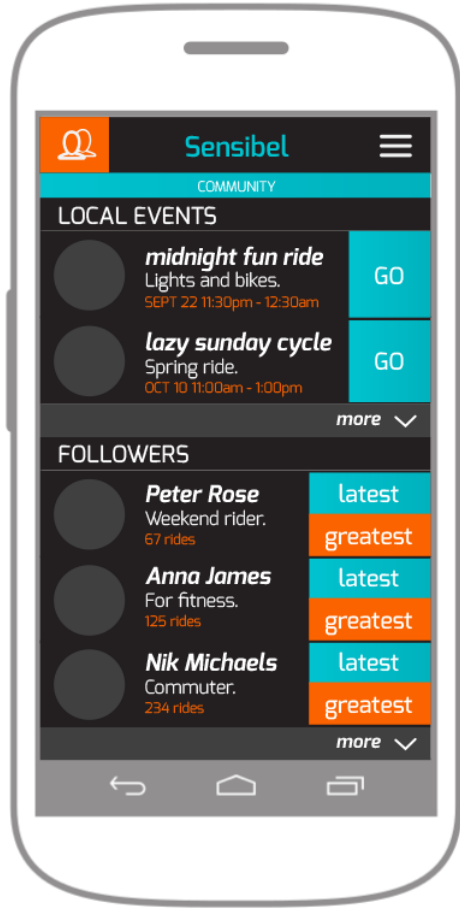 Sensibel
COMMUNITY
LOCAL EVENTS
midnight fun ride
Lights and bikes.
SEPT 22 11:30pm - 12:30am
GO
lazy sunday cycle
Spring ride.
OCT 10 11:00am - 1:00pm
GO
more
FOLLOWERS
Peter Rose
Weekend rider.
67 rides
latest
greatest
Anna James
For fitness.
125 rides
latest
greatest
Nik Michaels
Commuter.
234 rides
latest
greatest
more